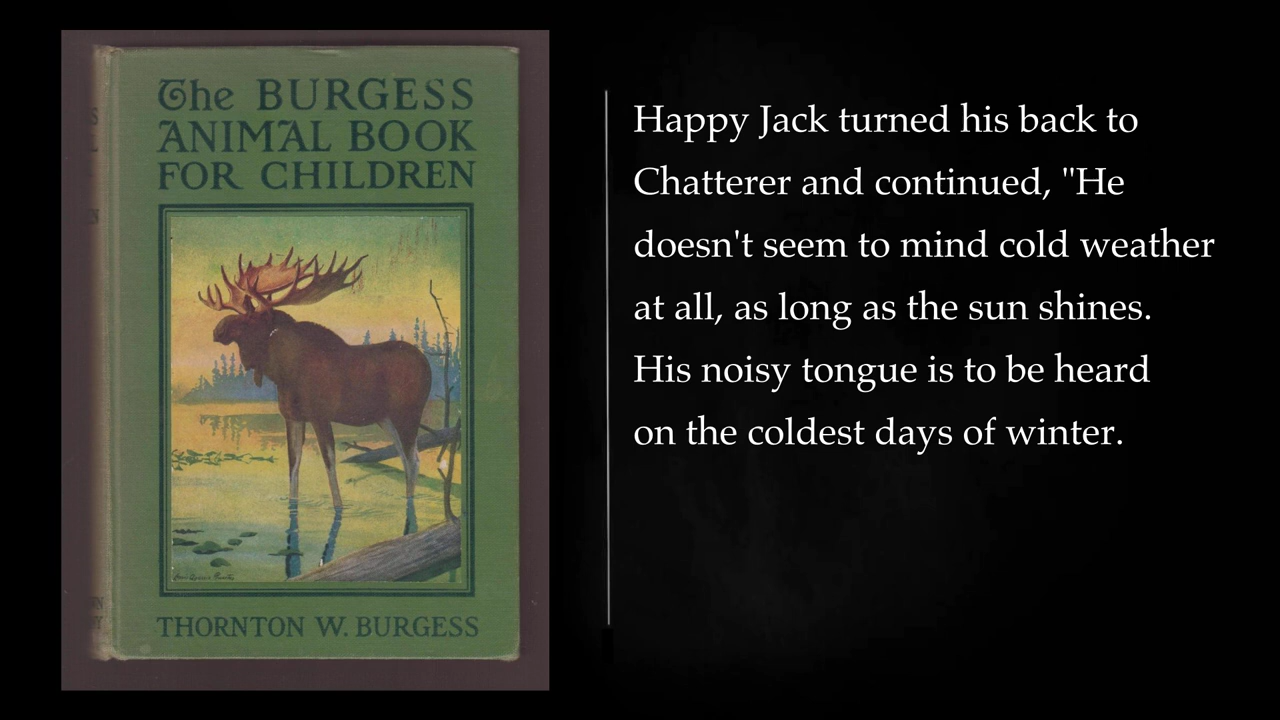 The BURGESS
ANIMAL BOOK
FOR CHILDREN
THORNTON W. BURGESS
Happy Jack turned his back to
Chatterer and continued, "He
doesn't seem to mind cold weather
at all, as long as the sun shines.
His noisy tongue is to be heard
on the coldest days of winter.